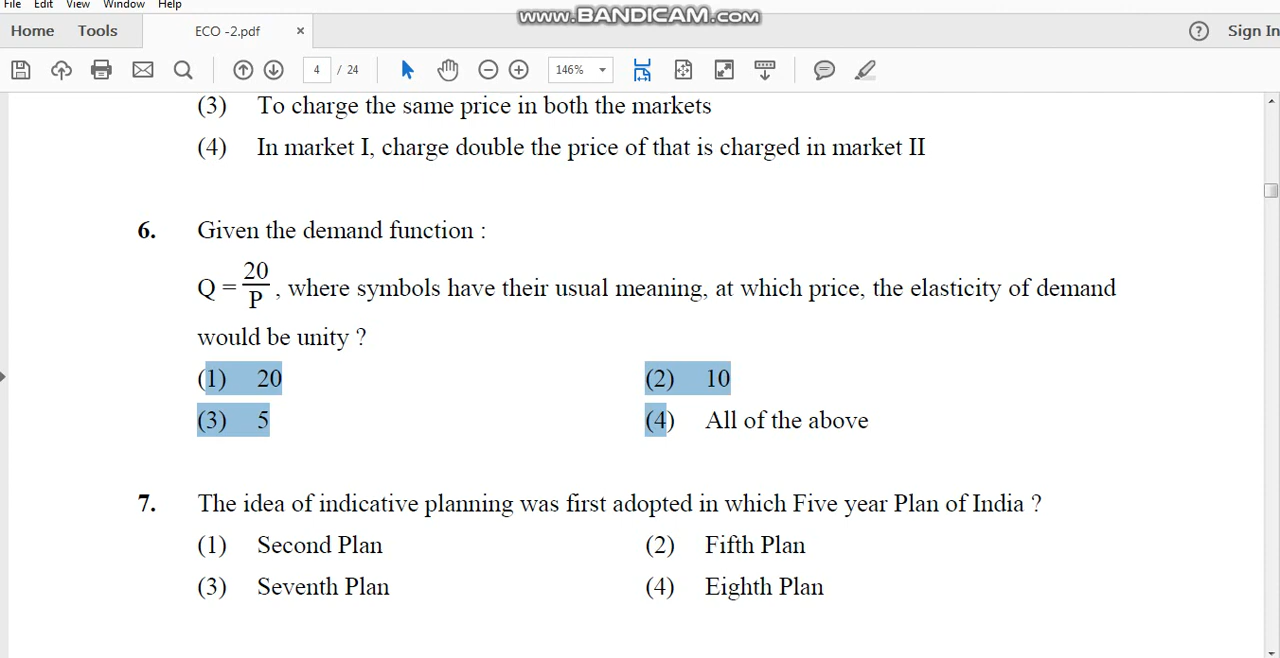 File Edit View Window Help
www.BANDICAM.com
Home Tools ECO -2.pdf × ? Sign In
4 / 24 146%
(3) To charge the same price in both the markets
(4) In market I, charge double the price of that is charged in market II
6. Given the demand function :
Q = 20/P , where symbols have their usual meaning, at which price, the elasticity of demand
would be unity ?
(1) 20 (2) 10
(3) 5 (4) All of the above
7. The idea of indicative planning was first adopted in which Five year Plan of India ?
(1) Second Plan (2) Fifth Plan
(3) Seventh Plan (4) Eighth Plan